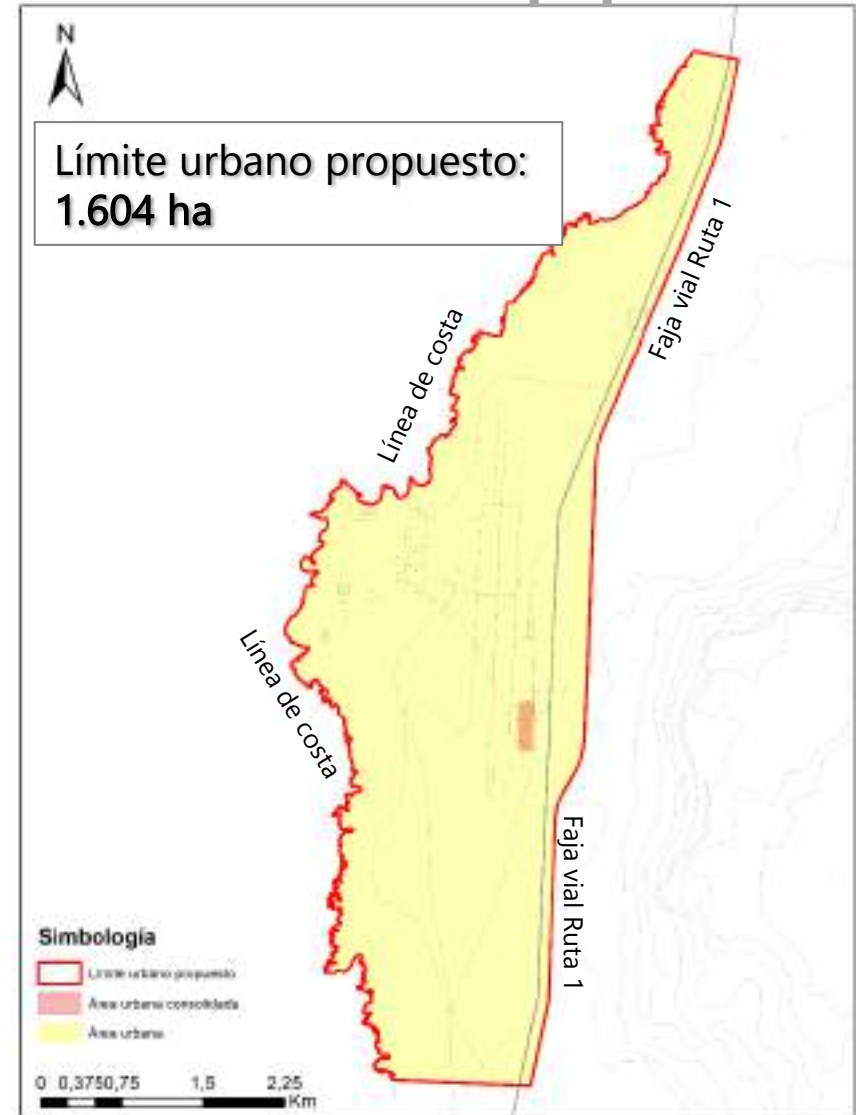 N
Límite urbano propuesto:
1.604 ha
Faja vial Ruta 1
Línea de costa
Línea de costa
Faja vial Ruta 1
Simbología
Límite urbano propuesto
Área urbana consolidada
Área urbana
0 0,3750,75 1,5 2,25
Km